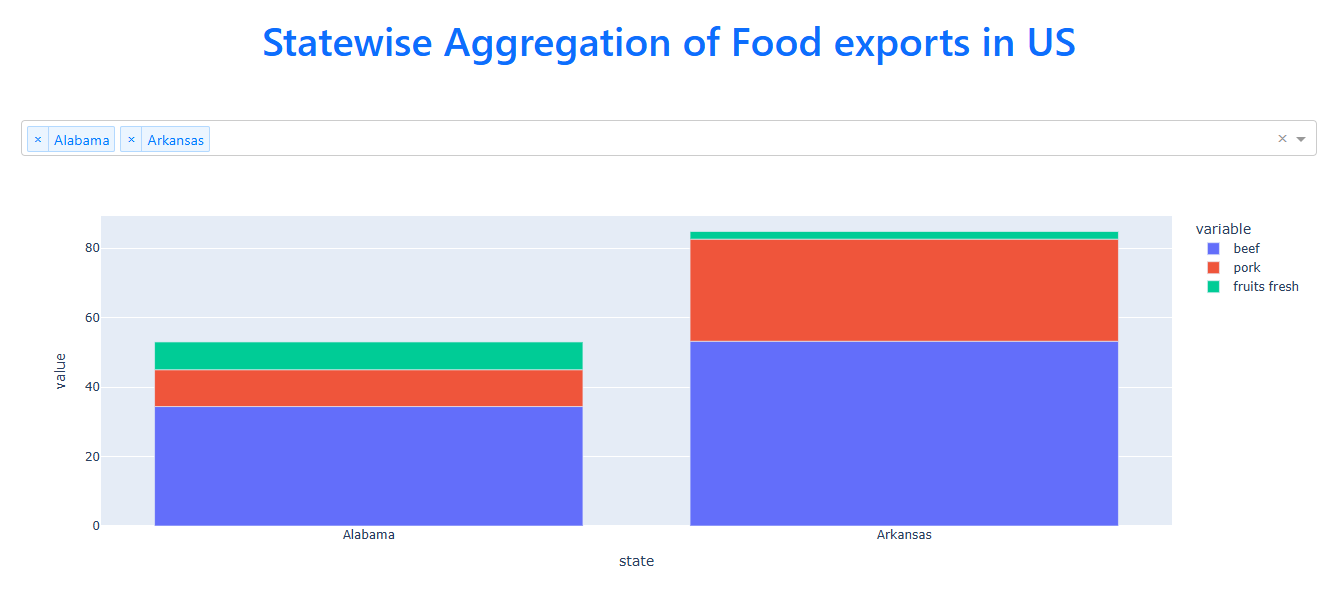 Statewise Aggregation of Food exports in US
× Alabama × Arkansas ×
variable
beef
pork
fruits fresh
value
80
60
40
20
0
Alabama Arkansas
state